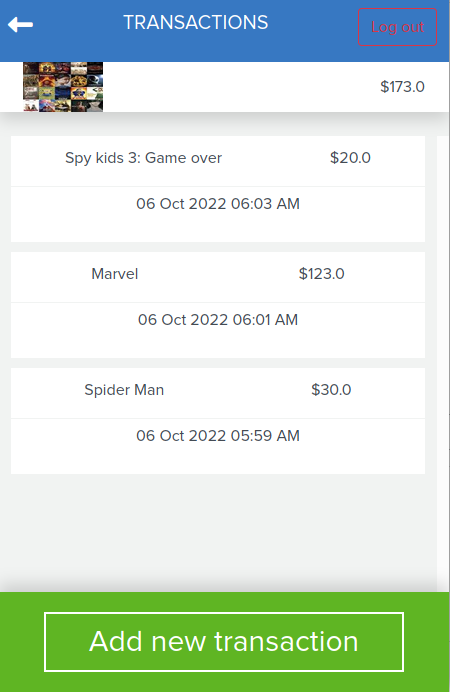 TRANSACTIONS
Log out
$173.0
Spy kids 3: Game over $20.0
06 Oct 2022 06:03 AM
Marvel $123.0
06 Oct 2022 06:01 AM
Spider Man $30.0
06 Oct 2022 05:59 AM
Add new transaction